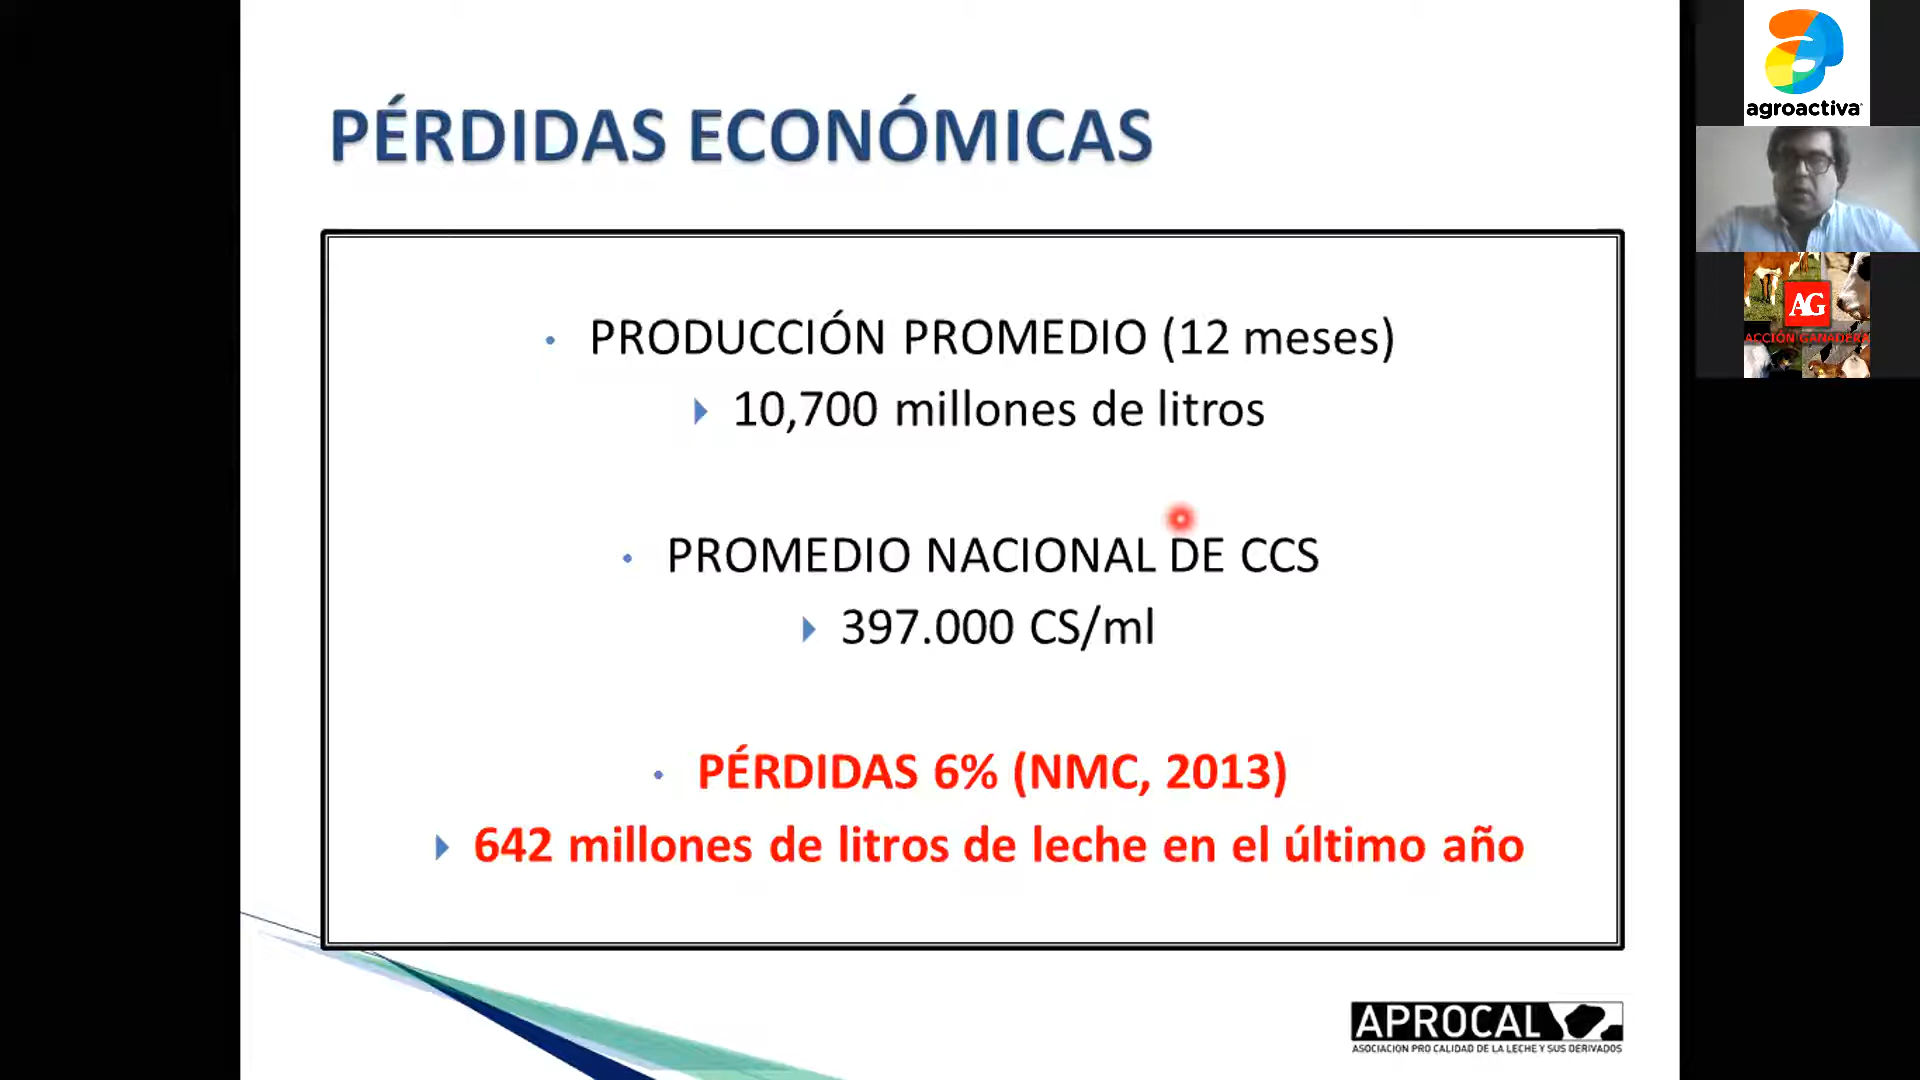 PÉRDIDAS ECONÓMICAS
PRODUCCIÓN PROMEDIO (12 meses)
10,700 millones de litros
PROMEDIO NACIONAL DE CCS
397.000 CS/ml
PÉRDIDAS 6% (NMC, 2013)
642 millones de litros de leche en el último año
APROCAL
ASOCIACION PRO CALIDAD DE LA LECHE Y SUS DERIVADOS
agroactiva
AG
ACCIÓN GANADERA